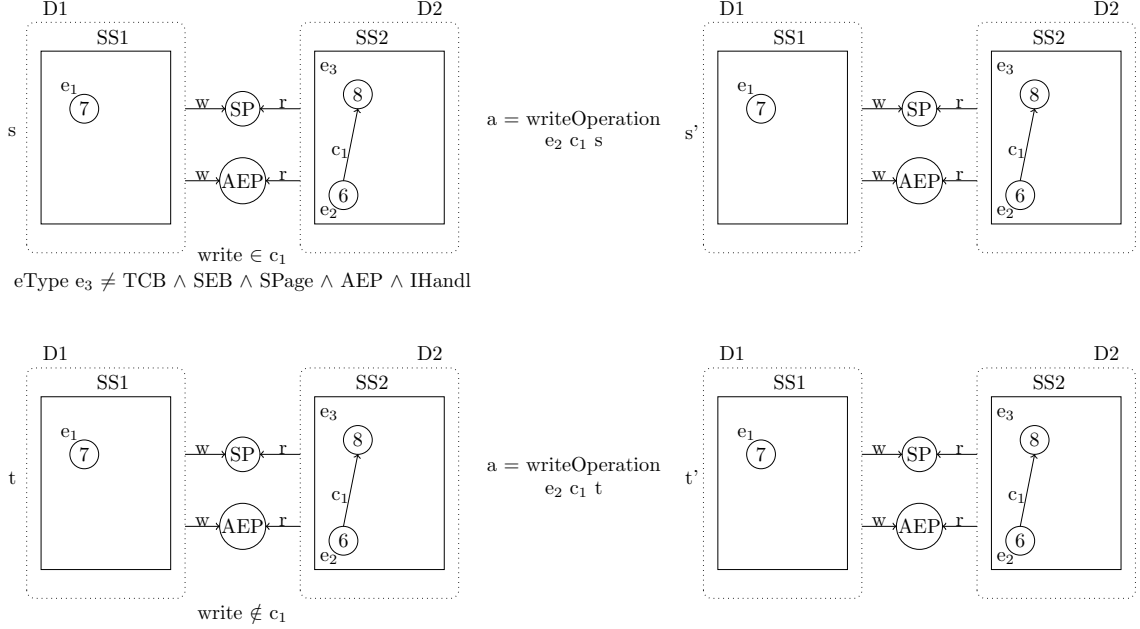 D1 D2 D1 D2
SS1 SS2 SS1 SS2
e₁ 7 w SP r e₃ 8 e₁ 7 w SP r e₃ 8
s a = writeOperation s'
e₂ c₁ s
w AEP r c₁ 6 e₂ w AEP r c₁ 6 e₂
write ∈ c₁
eType e₃ ≠ TCB ∧ SEB ∧ SPage ∧ AEP ∧ IHandl
D1 D2 D1 D2
SS1 SS2 SS1 SS2
e₁ 7 w SP r e₃ 8 e₁ 7 w SP r e₃ 8
t a = writeOperation t'
e₂ c₁ t
w AEP r c₁ 6 e₂ w AEP r c₁ 6 e₂
write ∉ c₁